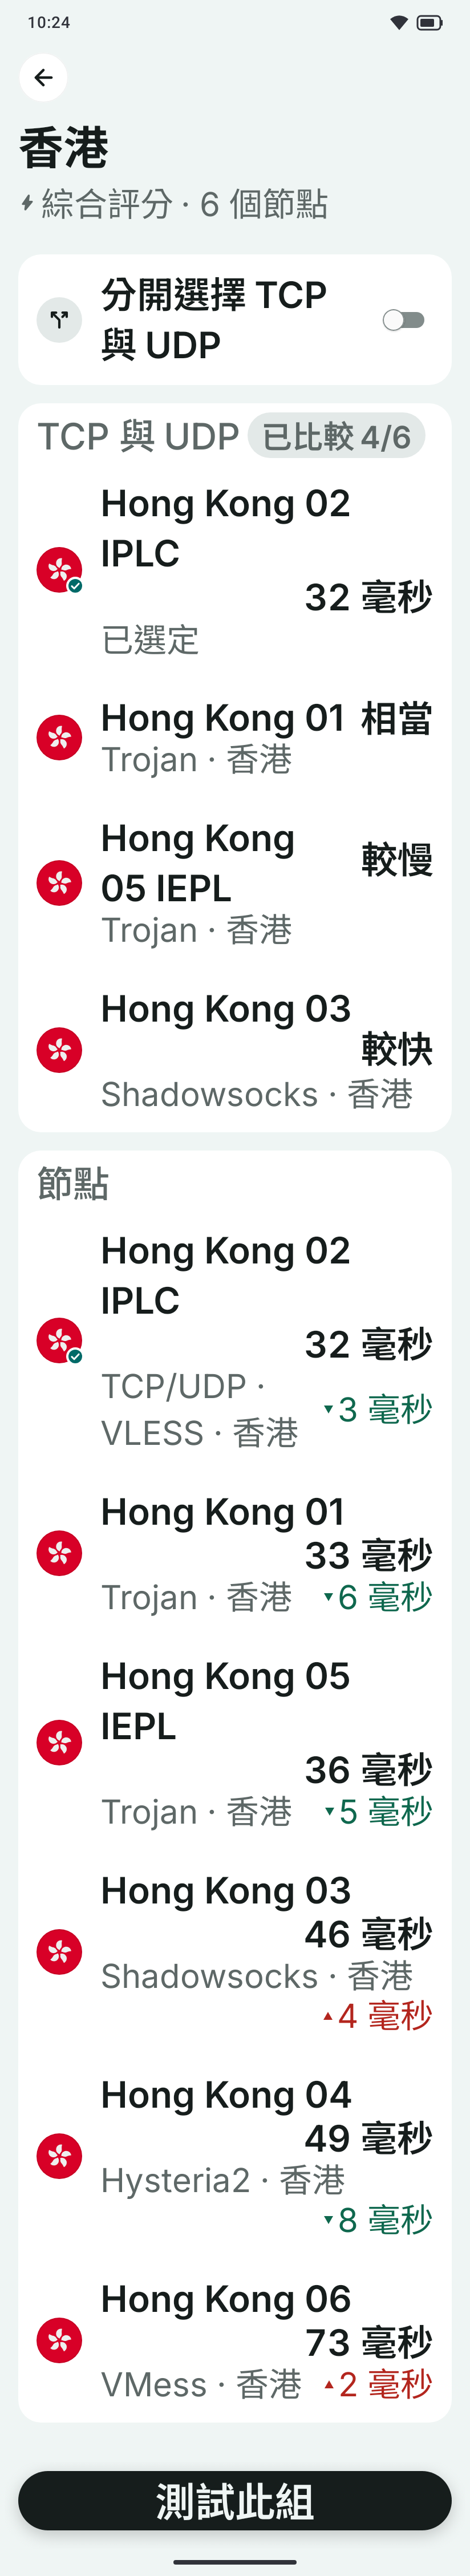 10:24
香港
綜合評分 · 6 個節點
分開選擇 TCP
與 UDP
TCP 與 UDP 已比較 4/6
Hong Kong 02
IPLC
32 毫秒
已選定
Hong Kong 01 相當
Trojan · 香港
Hong Kong
05 IEPL
較慢
Trojan · 香港
Hong Kong 03
較快
Shadowsocks · 香港
節點
Hong Kong 02
IPLC
32 毫秒
TCP/UDP ·
VLESS · 香港
▾3 毫秒
Hong Kong 01
33 毫秒
Trojan · 香港 ▾6 毫秒
Hong Kong 05
IEPL
36 毫秒
Trojan · 香港 ▾5 毫秒
Hong Kong 03
46 毫秒
Shadowsocks · 香港
▴4 毫秒
Hong Kong 04
49 毫秒
Hysteria2 · 香港
▾8 毫秒
Hong Kong 06
73 毫秒
VMess · 香港 ▴2 毫秒
測試此組